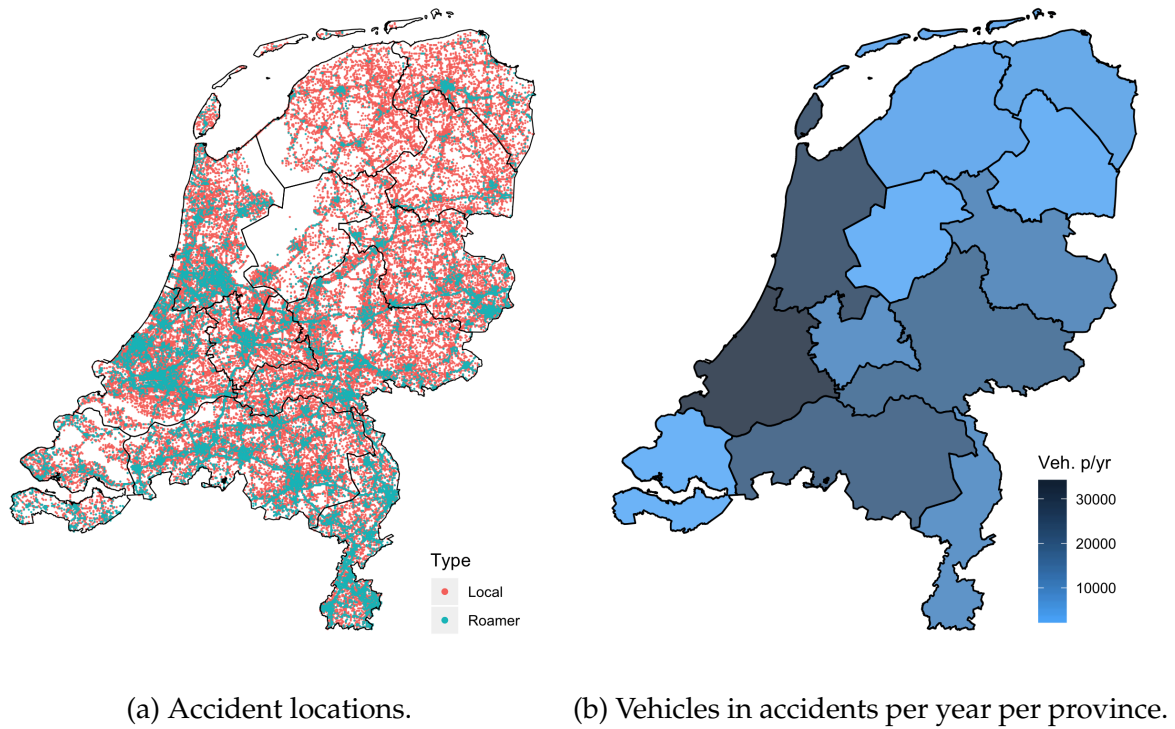 Type
Local
Roamer
Veh. p/yr
30000
20000
10000
(a) Accident locations.
(b) Vehicles in accidents per year per province.